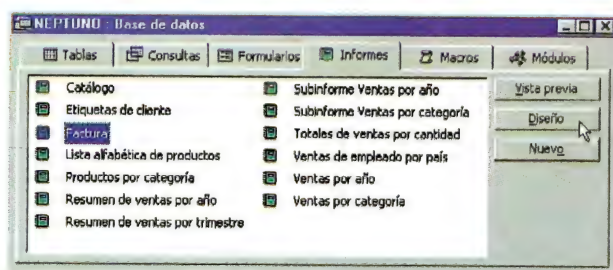 NEPTUNO : Base de datos
Tablas Consultas Formularios Informes Macros Módulos
Catálogo
Etiquetas de cliente
Factura
Lista alfabética de productos
Productos por categoría
Resumen de ventas por año
Resumen de ventas por trimestre
Subinforme Ventas por año
Subinforme Ventas por categoría
Totales de ventas por cantidad
Ventas de empleado por país
Ventas por año
Ventas por categoría
Vista previa
Diseño
Nuevo